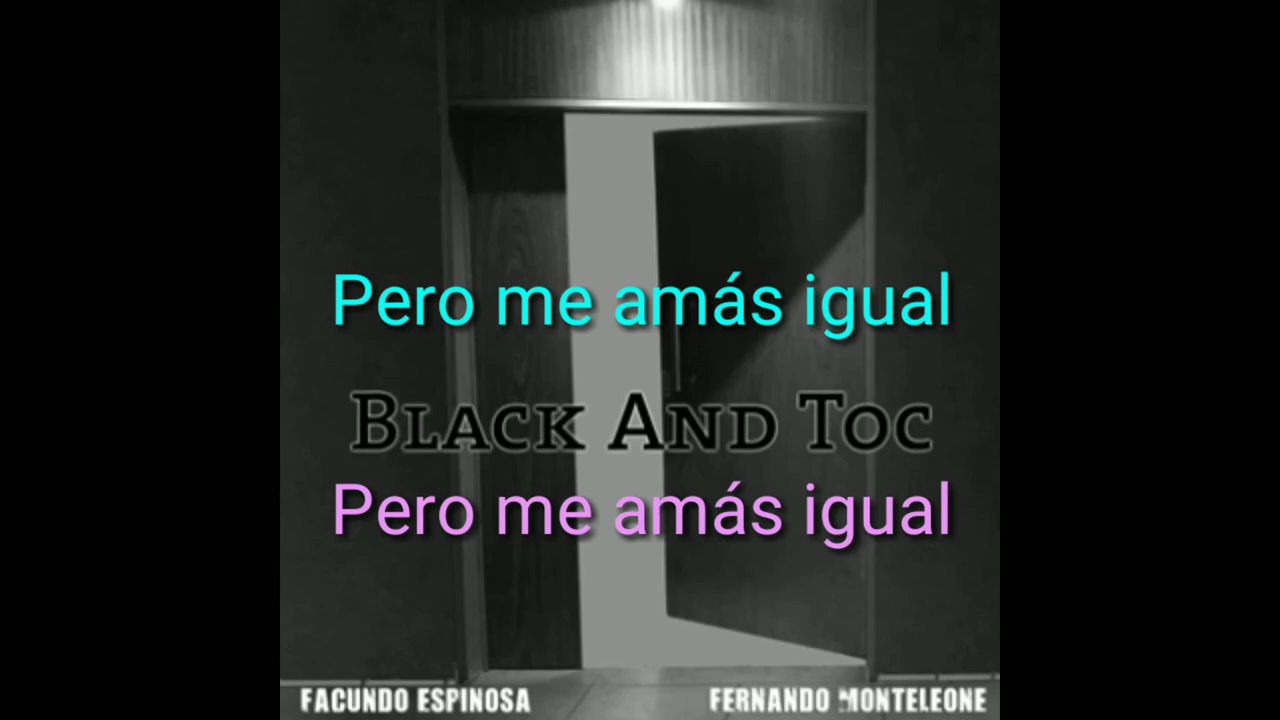 Pero me amás igual
BLACK AND TOC
Pero me amás igual
FACUNDO ESPINOSA
FERNANDO MONTELEONE